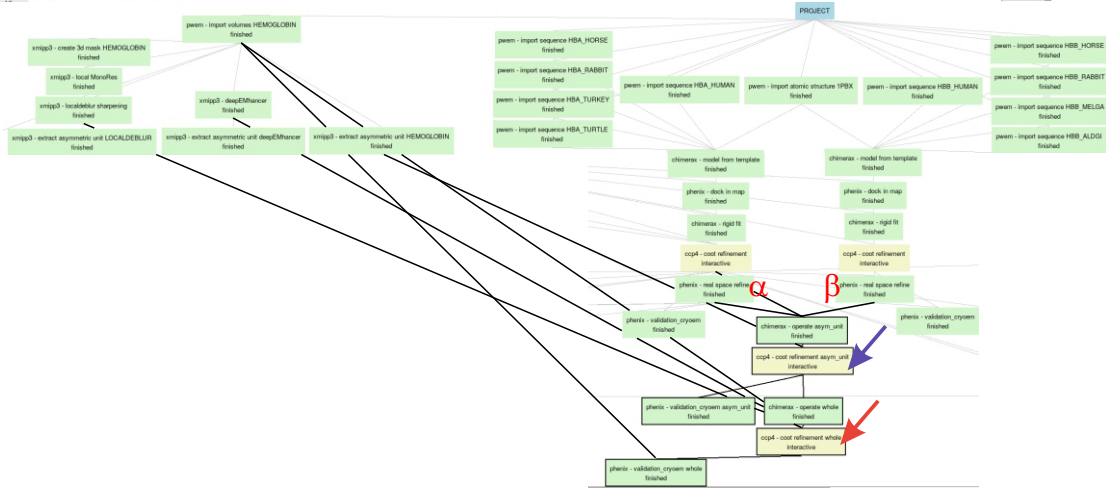 PROJECT
pwem - import volumes HEMOGLOBIN
finished
xmipp3 - create 3d mask HEMOGLOBIN
finished
xmipp3 - local MonoRes
finished
xmipp3 - localdeblur sharpening
finished
xmipp3 - deepEMhancer
finished
xmipp3 - extract asymmetric unit LOCALDEBLUR
finished
xmipp3 - extract asymmetric unit deepEMhancer
finished
xmipp3 - extract asymmetric unit HEMOGLOBIN
finished
pwem - import sequence HBA_HORSE
finished
pwem - import sequence HBA_RABBIT
finished
pwem - import sequence HBA_TURKEY
finished
pwem - import sequence HBA_TURTLE
finished
pwem - import sequence HBA_HUMAN
finished
pwem - import atomic structure 1PBX
finished
pwem - import sequence HBB_HUMAN
finished
pwem - import sequence HBB_HORSE
finished
pwem - import sequence HBB_RABBIT
finished
pwem - import sequence HBB_MELGA
finished
pwem - import sequence HBB_ALDGI
finished
chimerax - model from template
finished
chimerax - model from template
finished
phenix - dock in map
finished
phenix - dock in map
finished
chimerax - rigid fit
finished
chimerax - rigid fit
finished
ccp4 - coot refinement
interactive
ccp4 - coot refinement
interactive
phenix - real space refine
finished
α
β
phenix - real space refine
finished
phenix - validation_cryoem
finished
phenix - validation_cryoem
finished
chimerax - operate asym_unit
finished
ccp4 - coot refinement asym_unit
interactive
phenix - validation_cryoem asym_unit
finished
chimerax - operate whole
finished
ccp4 - coot refinement whole
interactive
phenix - validation_cryoem whole
finished